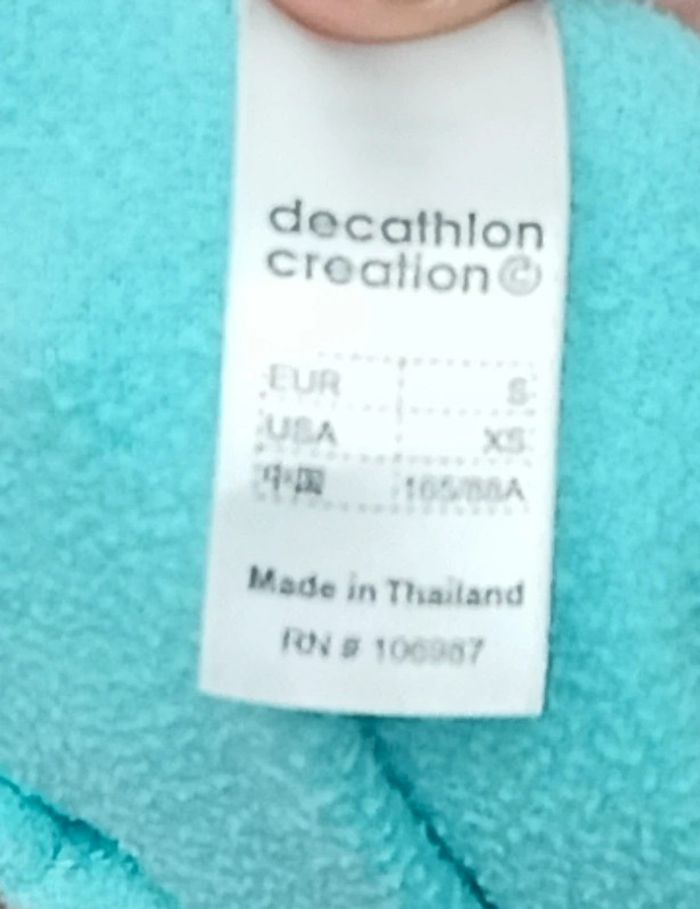 decathlon
creation©
EUR S
USA XS
中国 165/88A
Made in Thailand
RN # 106987